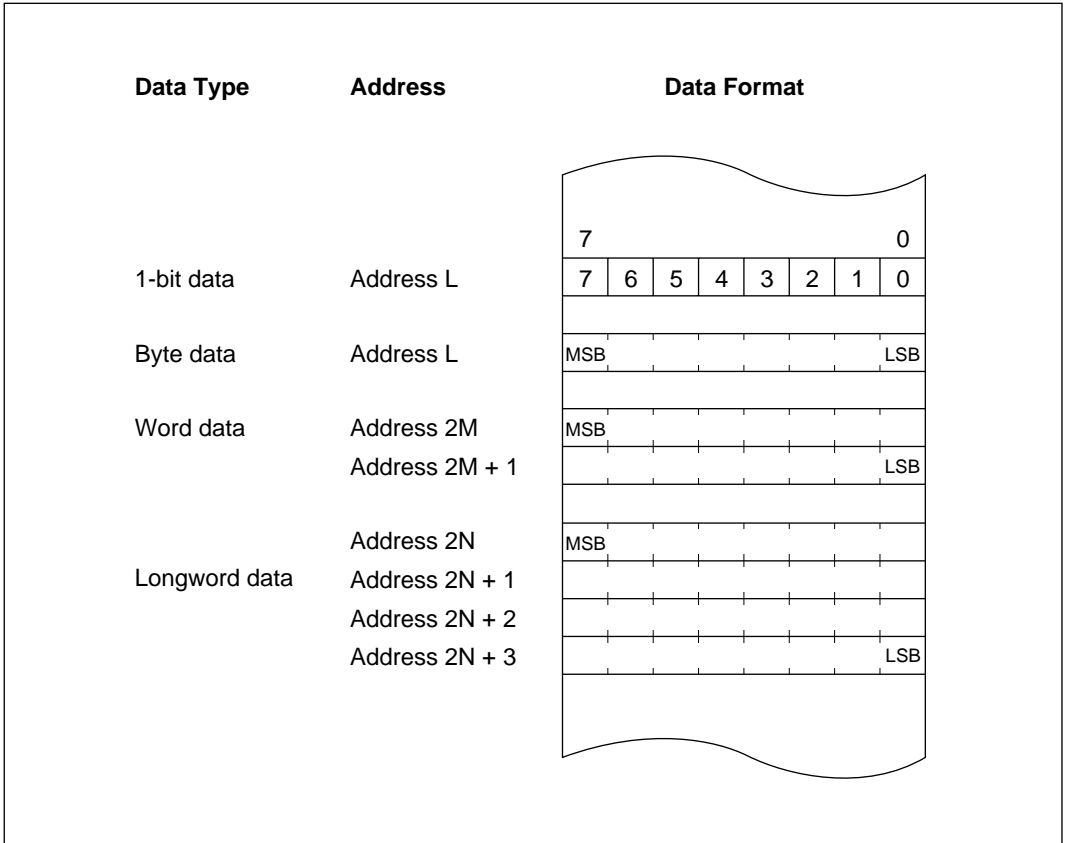 Data Type Address Data Format
7 0
1-bit data Address L 7 6 5 4 3 2 1 0
Byte data Address L MSB LSB
Word data Address 2M MSB
Address 2M + 1 LSB
Address 2N MSB
Longword data Address 2N + 1
Address 2N + 2
Address 2N + 3 LSB